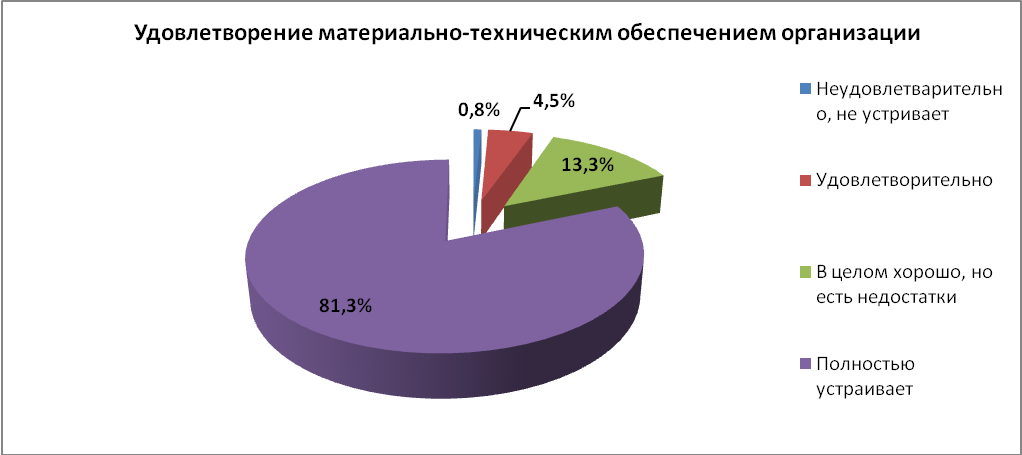 Удовлетворение материально-техническим обеспечением организации
0,8%
4,5%
13,3%
81,3%
Неудовлетварительн
о, не устривает
Удовлетворительно
В целом хорошо, но
есть недостатки
Полностью
устраивает